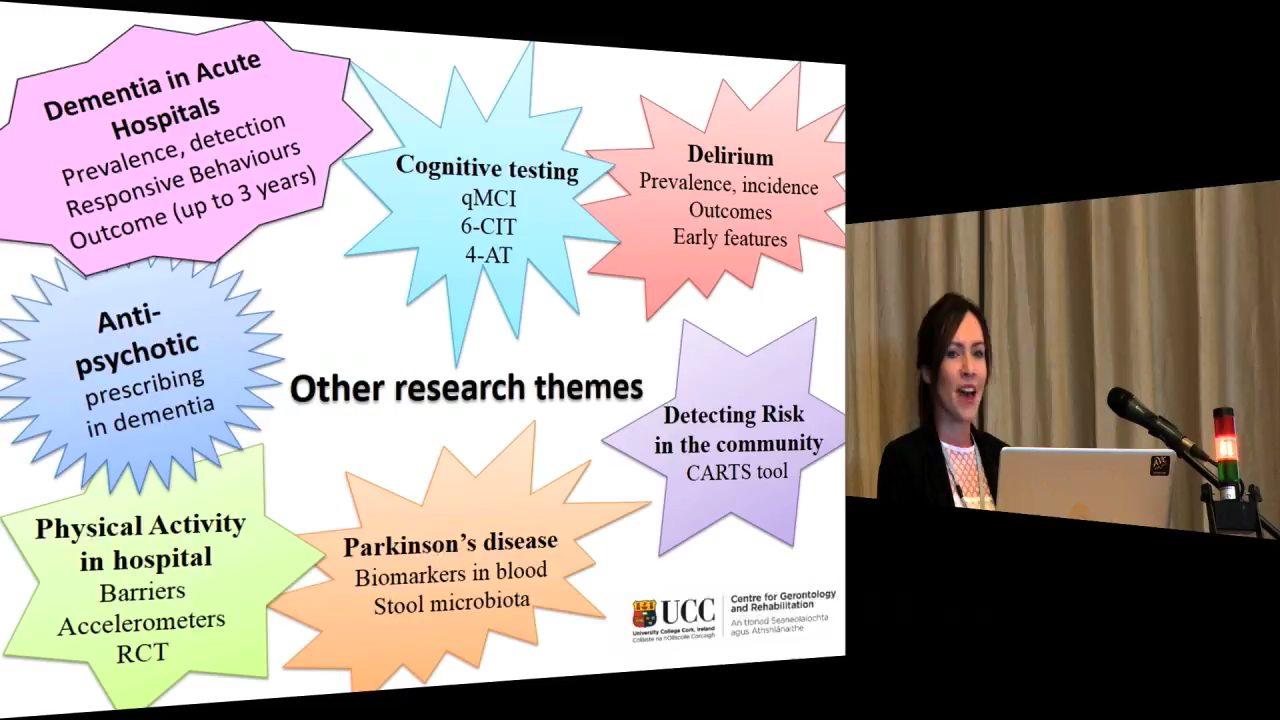 Dementia in Acute
Hospitals
Prevalence, detection
Responsive Behaviours
Outcome (up to 3 years)
Cognitive testing
qMCI
6-CIT
4-AT
Delirium
Prevalence, incidence
Outcomes
Early features
Anti-
psychotic
prescribing
in dementia
Other research themes
Detecting Risk
in the community
CARTS tool
Physical Activity
in hospital
Barriers
Accelerometers
RCT
Parkinson's disease
Biomarkers in blood
Stool microbiota
UCC
University College Cork, Ireland
Coláiste na hOllscoile Corcaigh
Centre for Gerontology
and Rehabilitation
An tIonad Seaneolaíochta
agus Athshlánaithe